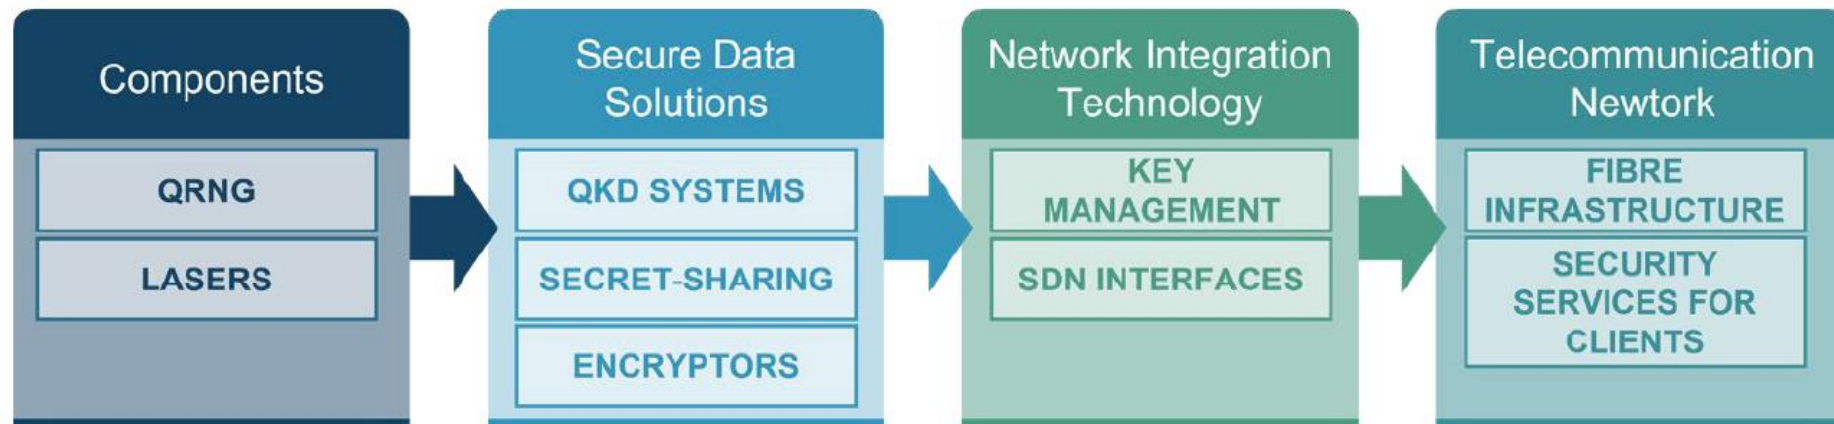 Components
QRNG
LASERS
Secure Data
Solutions
QKD SYSTEMS
SECRET-SHARING
ENCRYPTORS
Network Integration
Technology
KEY
MANAGEMENT
SDN INTERFACES
Telecommunication
Newtork
FIBRE
INFRASTRUCTURE
SECURITY
SERVICES FOR
CLIENTS